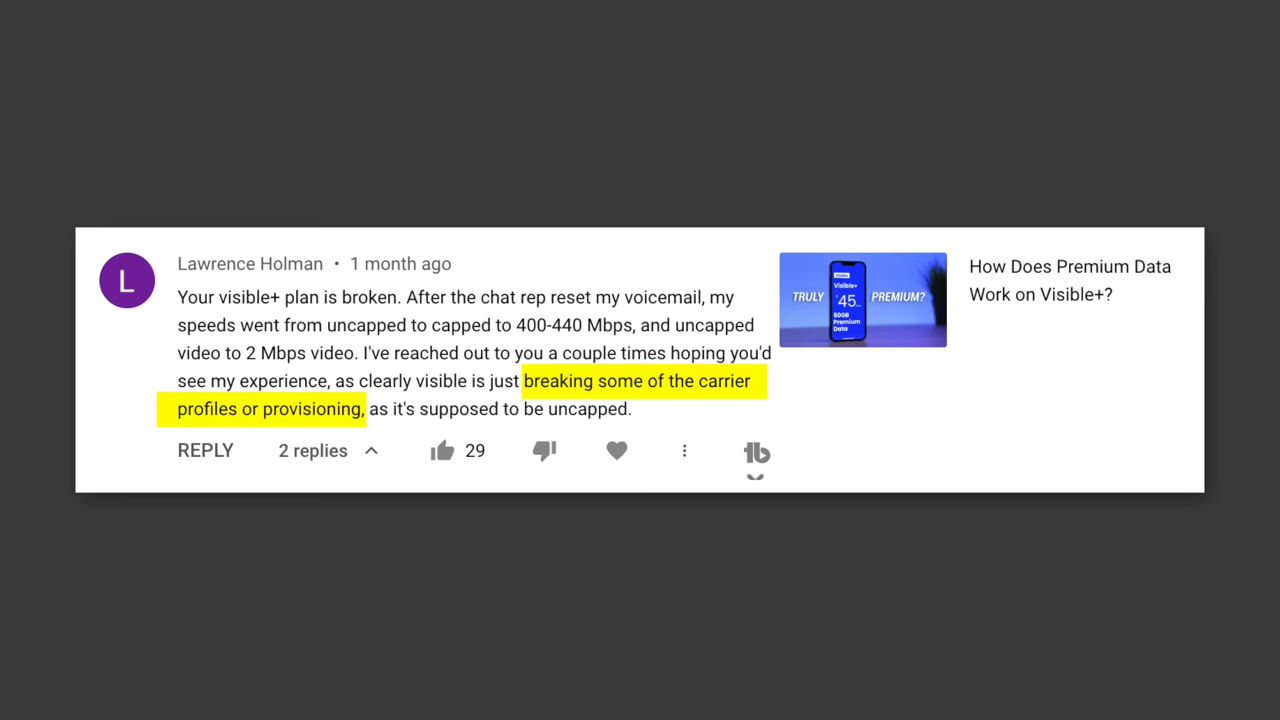 L
Lawrence Holman • 1 month ago
Your visible+ plan is broken. After the chat rep reset my voicemail, my
speeds went from uncapped to capped to 400-440 Mbps, and uncapped
video to 2 Mbps video. I've reached out to you a couple times hoping you'd
see my experience, as clearly visible is just breaking some of the carrier
profiles or provisioning, as it's supposed to be uncapped.
REPLY 2 replies 29
tb
TRULY
Visible+
45
50GB
Premium
Data
PREMIUM?
How Does Premium Data
Work on Visible+?